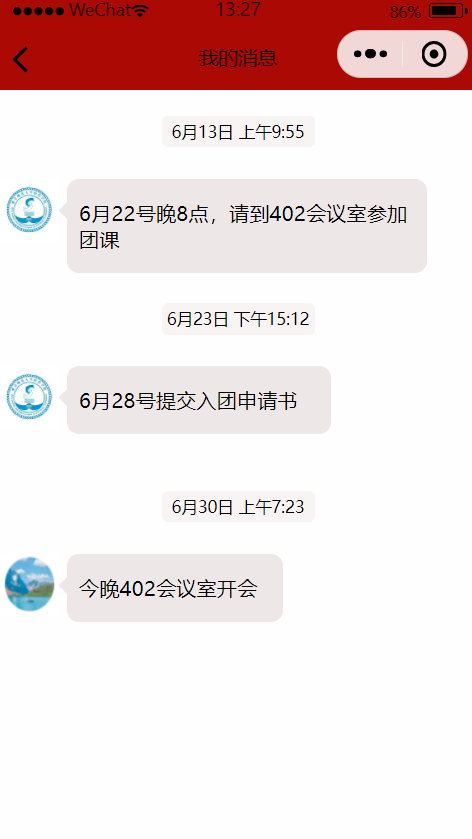 ●●●●● WeChat 13:27 86%
我的消息
6月13日 上午9:55
6月22号晚8点，请到402会议室参加
团课
6月23日 下午15:12
6月28号提交入团申请书
6月30日 上午7:23
今晚402会议室开会